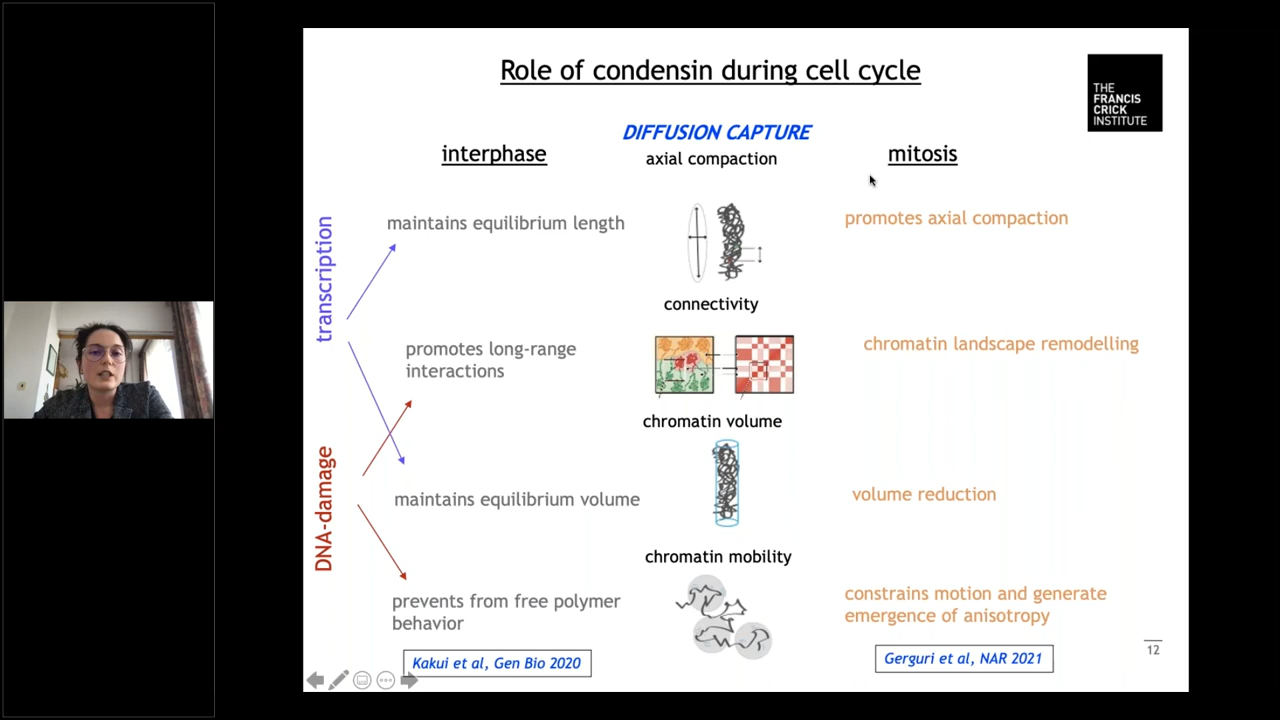 Role of condensin during cell cycle
THE
FRANCIS
CRICK
INSTITUTE
DIFFUSION CAPTURE
interphase
axial compaction
mitosis
transcription
maintains equilibrium length
promotes axial compaction
connectivity
promotes long-range
interactions
chromatin landscape remodelling
chromatin volume
DNA-damage
maintains equilibrium volume
volume reduction
chromatin mobility
prevents from free polymer
behavior
constrains motion and generate
emergence of anisotropy
Kakui et al, Gen Bio 2020
Gerguri et al, NAR 2021
12